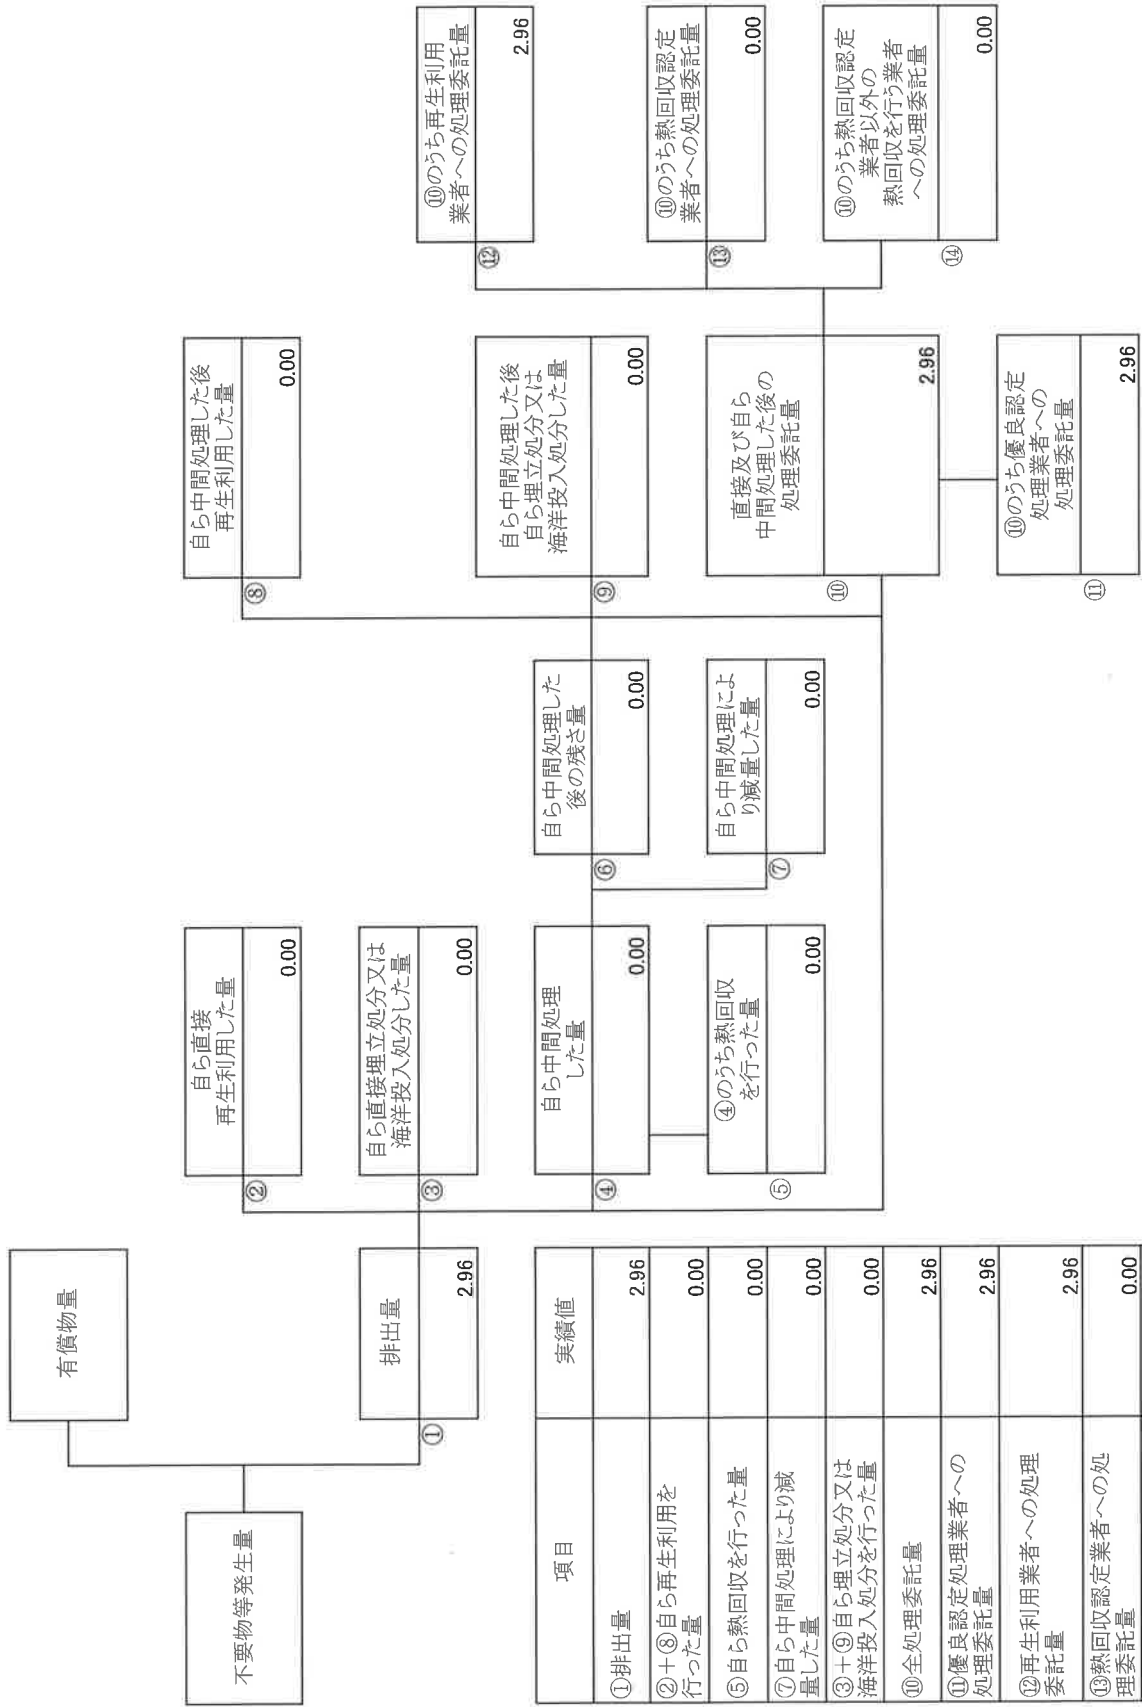 不要物等発生量
有償物量
①
排出量
2.96
②
自ら直接
再生利用した量
0.00
③
自ら直接埋立処分又は
海洋投入処分した量
0.00
④
自ら中間処理
した量
0.00
⑤
④のうち熱回収
を行った量
0.00
⑥
自ら中間処理した
後の残さ量
0.00
⑦
自ら中間処理によ
り減量した量
0.00
⑧
自ら中間処理した後
再生利用した量
0.00
⑨
自ら中間処理した後
自ら埋立処分又は
海洋投入処分した量
0.00
⑩
直接及び自ら
中間処理した後の
処理委託量
2.96
⑪
⑩のうち優良認定
処理業者への
処理委託量
2.96
⑫
⑩のうち再生利用
業者への処理委託量
2.96
⑬
⑩のうち熱回収認定
業者への処理委託量
0.00
⑭
⑩のうち熱回収認定
業者以外の
熱回収を行う業者
への処理委託量
0.00
項目
実績値
①排出量
2.96
②+⑧自ら再生利用を
行った量
0.00
⑤自ら熱回収を行った量
0.00
⑦自ら中間処理により減
量した量
0.00
③+⑨自ら埋立処分又は
海洋投入処分を行った量
0.00
⑩全処理委託量
2.96
⑪優良認定処理業者への
処理委託量
2.96
⑫再生利用業者への処理
委託量
2.96
⑬熱回収認定業者への処
理委託量
0.00